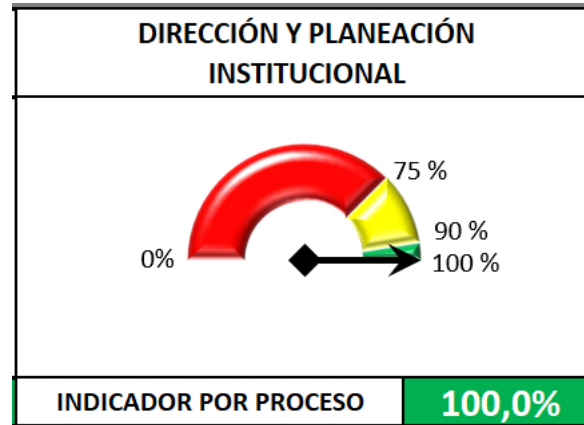 DIRECCIÓN Y PLANEACIÓN
INSTITUCIONAL
75 %
90 %
0%
100 %
INDICADOR POR PROCESO
100,0%